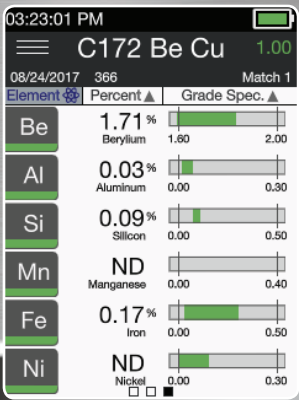 03:23:01 PM
C172 Be Cu 1.00
08/24/2017 366 Match 1
Element Percent Grade Spec.
Be 1.71 %
Berylium 1.60 2.00
Al 0.03 %
Aluminum 0.00 0.30
Si 0.09 %
Silicon 0.00 0.50
Mn ND
Manganese 0.00 0.40
Fe 0.17 %
Iron 0.00 0.50
Ni ND
Nickel 0.00 0.30